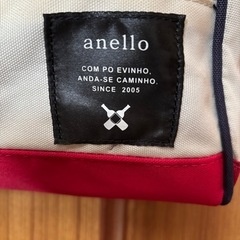 anello
COM PO EVINHO,
ANDA-SE CAMINHO.
SINCE 2005